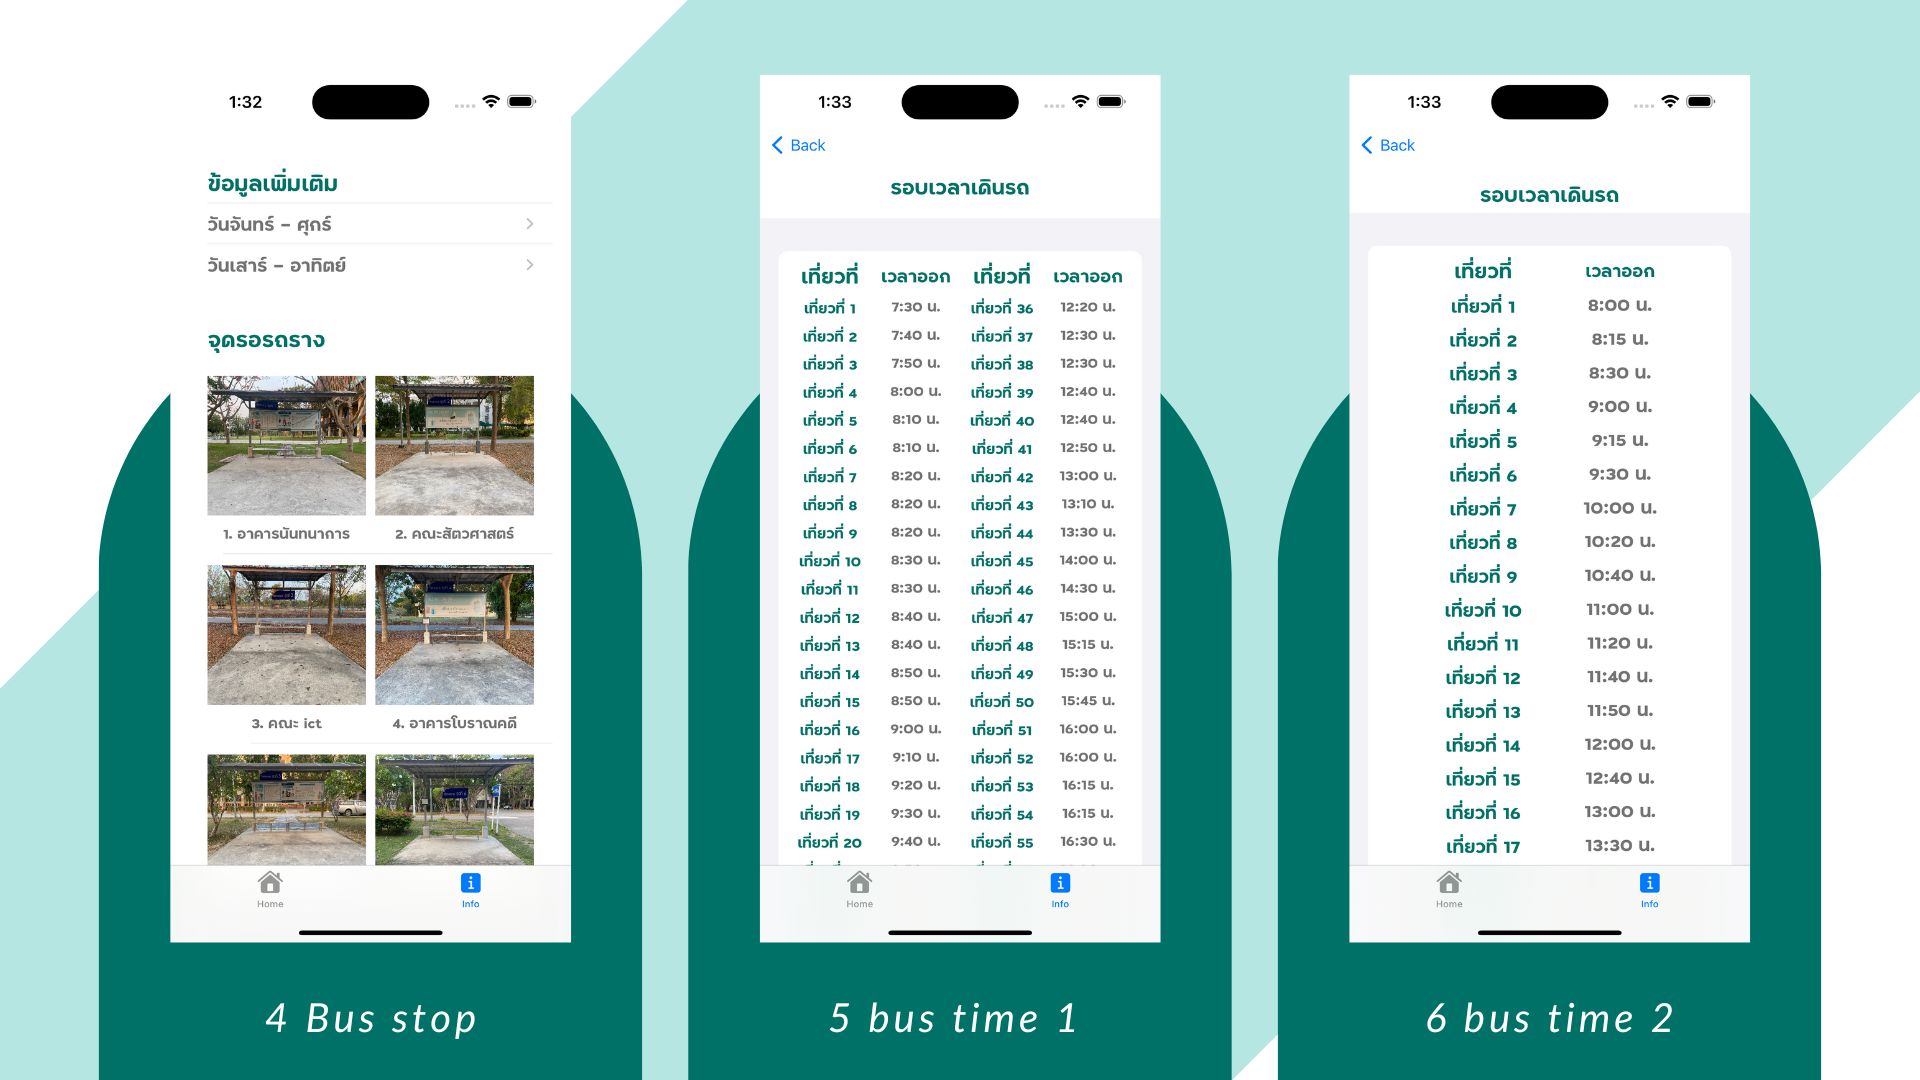 1:32
ข้อมูลเพิ่มเติม
วันจันทร์ - ศุกร์
วันเสาร์ - อาทิตย์
จุดรอรถราง
1. อาคารนันทนาการ
2. คณะสัตวศาสตร์
3. คณะ ict
4. อาคารโบราณคดี
Home
Info
4 Bus stop
1:33
Back
รอบเวลาเดินรถ
เที่ยวที่ เวลาออก เที่ยวที่ เวลาออก
เที่ยวที่ 1 7:30 น. เที่ยวที่ 36 12:20 น.
เที่ยวที่ 2 7:40 น. เที่ยวที่ 37 12:30 น.
เที่ยวที่ 3 7:50 น. เที่ยวที่ 38 12:30 น.
เที่ยวที่ 4 8:00 น. เที่ยวที่ 39 12:40 น.
เที่ยวที่ 5 8:10 น. เที่ยวที่ 40 12:40 น.
เที่ยวที่ 6 8:10 น. เที่ยวที่ 41 12:50 น.
เที่ยวที่ 7 8:20 น. เที่ยวที่ 42 13:00 น.
เที่ยวที่ 8 8:20 น. เที่ยวที่ 43 13:10 น.
เที่ยวที่ 9 8:20 น. เที่ยวที่ 44 13:30 น.
เที่ยวที่ 10 8:30 น. เที่ยวที่ 45 14:00 น.
เที่ยวที่ 11 8:30 น. เที่ยวที่ 46 14:30 น.
เที่ยวที่ 12 8:40 น. เที่ยวที่ 47 15:00 น.
เที่ยวที่ 13 8:40 น. เที่ยวที่ 48 15:15 น.
เที่ยวที่ 14 8:50 น. เที่ยวที่ 49 15:30 น.
เที่ยวที่ 15 8:50 น. เที่ยวที่ 50 15:45 น.
เที่ยวที่ 16 9:00 น. เที่ยวที่ 51 16:00 น.
เที่ยวที่ 17 9:10 น. เที่ยวที่ 52 16:00 น.
เที่ยวที่ 18 9:20 น. เที่ยวที่ 53 16:15 น.
เที่ยวที่ 19 9:30 น. เที่ยวที่ 54 16:15 น.
เที่ยวที่ 20 9:40 น. เที่ยวที่ 55 16:30 น.
Home
Info
5 bus time 1
1:33
Back
รอบเวลาเดินรถ
เที่ยวที่ เวลาออก
เที่ยวที่ 1 8:00 น.
เที่ยวที่ 2 8:15 น.
เที่ยวที่ 3 8:30 น.
เที่ยวที่ 4 9:00 น.
เที่ยวที่ 5 9:15 น.
เที่ยวที่ 6 9:30 น.
เที่ยวที่ 7 10:00 น.
เที่ยวที่ 8 10:20 น.
เที่ยวที่ 9 10:40 น.
เที่ยวที่ 10 11:00 น.
เที่ยวที่ 11 11:20 น.
เที่ยวที่ 12 11:40 น.
เที่ยวที่ 13 11:50 น.
เที่ยวที่ 14 12:00 น.
เที่ยวที่ 15 12:40 น.
เที่ยวที่ 16 13:00 น.
เที่ยวที่ 17 13:30 น.
Home
Info
6 bus time 2